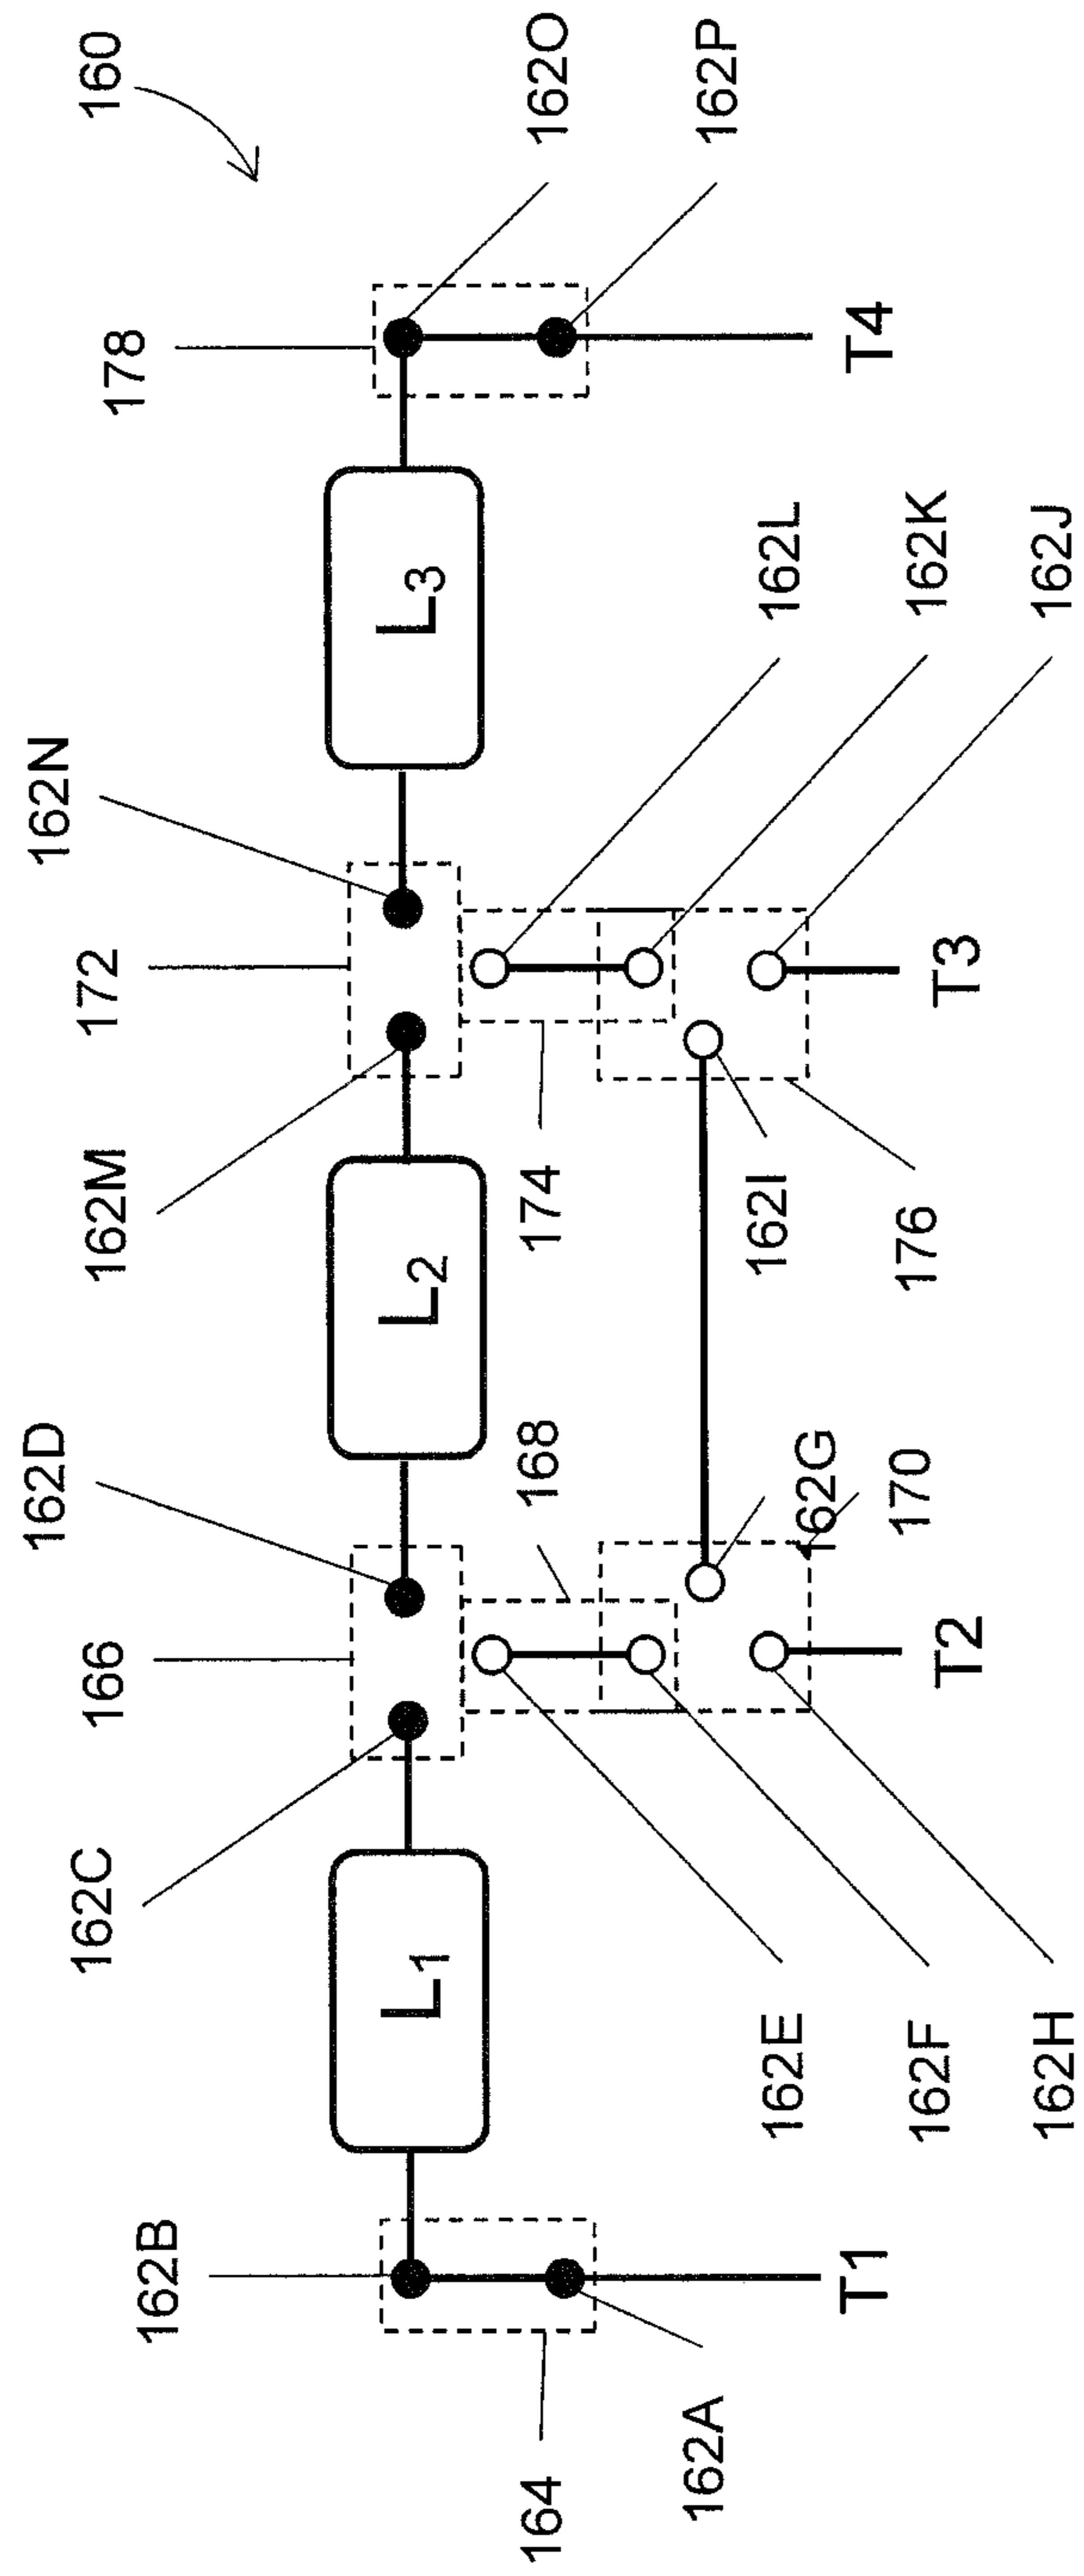 160
162D
162N
162C
166
162M
172
178
162B
L1
L2
L3
164
168
174
162O
162A
162P
162E
162G
162I
162L
T1
T4
162F
170
176
162K
T2
T3
162H
162J